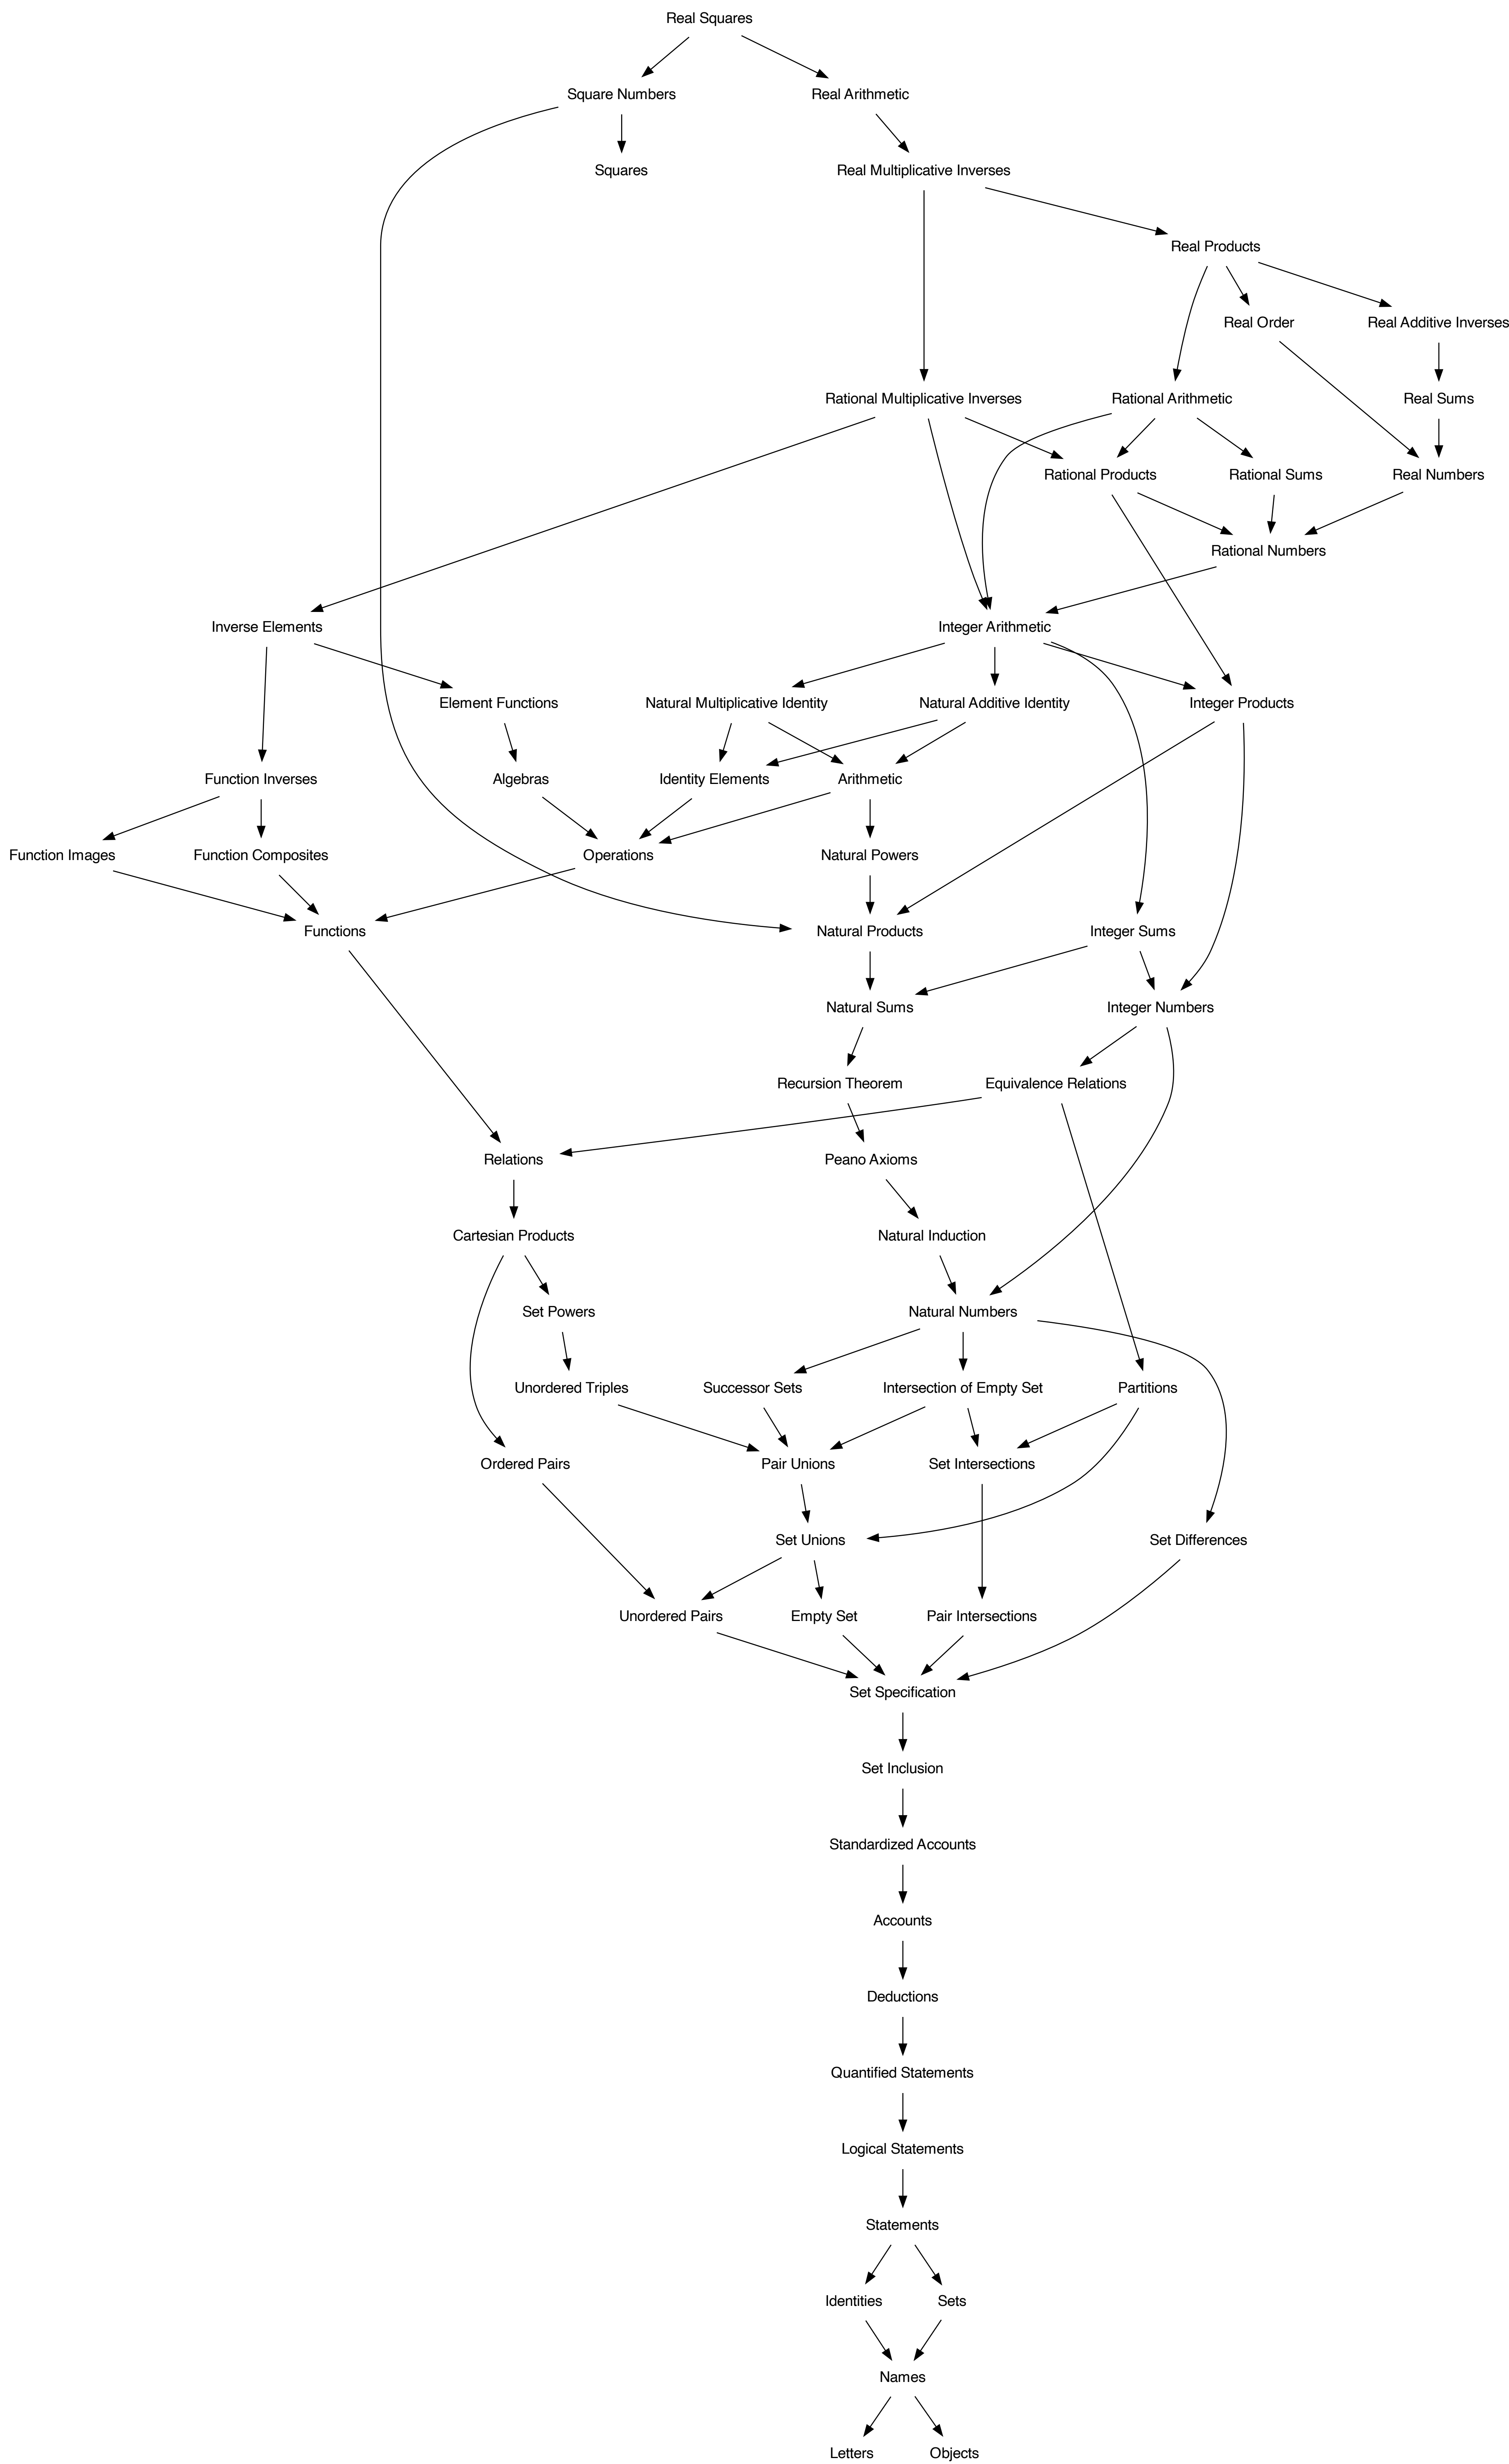 Real Squares
Square Numbers
Real Arithmetic
Squares
Real Multiplicative Inverses
Real Products
Real Order
Real Additive Inverses
Rational Multiplicative Inverses
Rational Arithmetic
Real Sums
Rational Products
Rational Sums
Real Numbers
Rational Numbers
Inverse Elements
Integer Arithmetic
Element Functions
Natural Multiplicative Identity
Natural Additive Identity
Integer Products
Function Inverses
Algebras
Identity Elements
Arithmetic
Function Images
Function Composites
Operations
Natural Powers
Functions
Natural Products
Integer Sums
Natural Sums
Integer Numbers
Recursion Theorem
Equivalence Relations
Relations
Peano Axioms
Cartesian Products
Natural Induction
Set Powers
Natural Numbers
Unordered Triples
Successor Sets
Intersection of Empty Set
Partitions
Ordered Pairs
Pair Unions
Set Intersections
Set Unions
Set Differences
Unordered Pairs
Empty Set
Pair Intersections
Set Specification
Set Inclusion
Standardized Accounts
Accounts
Deductions
Quantified Statements
Logical Statements
Statements
Identities
Sets
Names
Letters
Objects